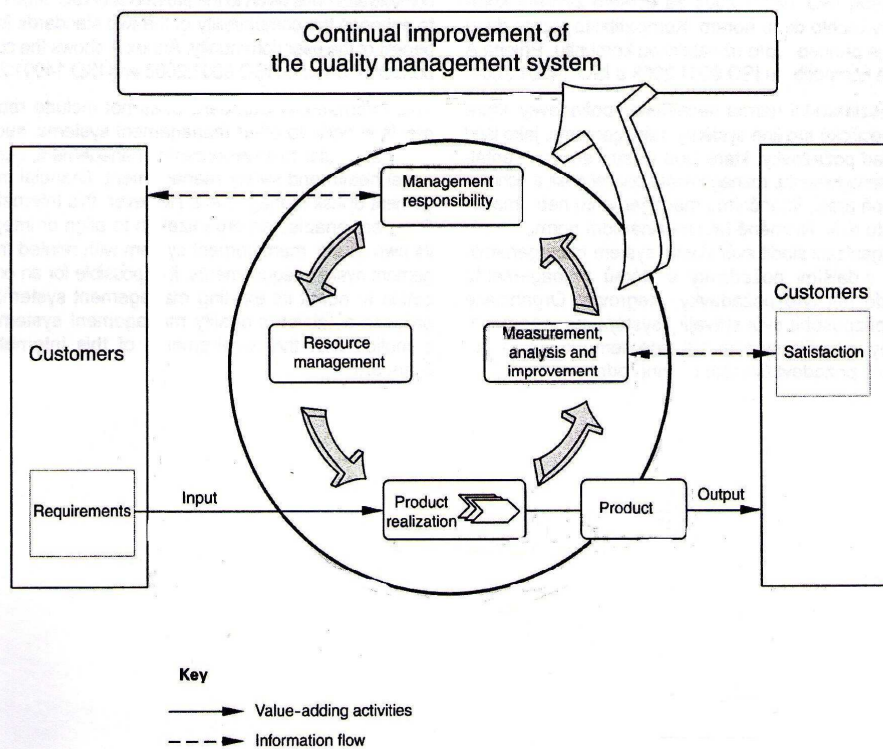 Continual improvement of
the quality management system
Management
responsibility
Customers
Customers
Resource
management
Measurement,
analysis and
improvement
Satisfaction
Requirements
Input
Product
realization
Product
Output
Key
Value-adding activities
Information flow